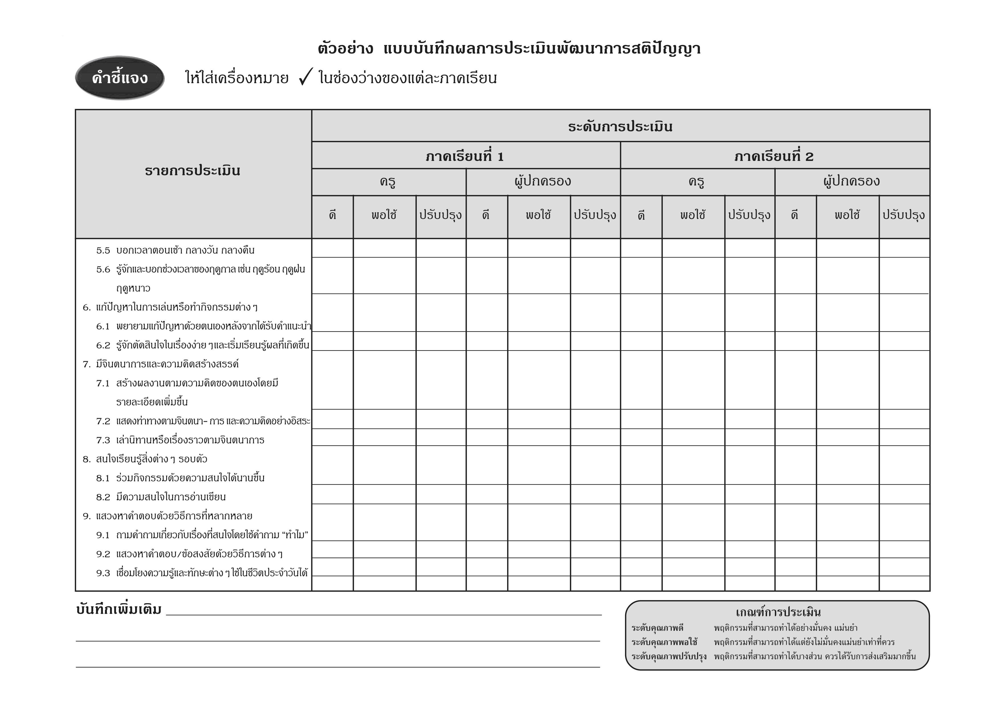 ตัวอย่าง แบบบันทึกผลการประเมินพัฒนาการสติปัญญา
คำชี้แจง ให้ใส่เครื่องหมาย ✓ ในช่องว่างของแต่ละภาคเรียน
รายการประเมิน
ระดับการประเมิน
ภาคเรียนที่ 1 ภาคเรียนที่ 2
ครู ผู้ปกครอง ครู ผู้ปกครอง
ดี พอใช้ ปรับปรุง ดี พอใช้ ปรับปรุง ดี พอใช้ ปรับปรุง ดี พอใช้ ปรับปรุง
5.5 บอกเวลาตอนเช้า กลางวัน กลางคืน
5.6 รู้จักและบอกช่วงเวลาของฤดูกาล เช่น ฤดูร้อน ฤดูฝน
ฤดูหนาว
6. แก้ปัญหาในการเล่นหรือทำกิจกรรมต่าง ๆ
6.1 พยายามแก้ปัญหาด้วยตนเองหลังจากได้รับคำแนะนำ
6.2 รู้จักตัดสินใจในเรื่องง่าย ๆ และเริ่มเรียนรู้ผลที่เกิดขึ้น
7. มีจินตนาการและความคิดสร้างสรรค์
7.1 สร้างผลงานตามความคิดของตนเองโดยมี
รายละเอียดเพิ่มขึ้น
7.2 แสดงท่าทางตามจินตนา- การ และความคิดอย่างอิสระ
7.3 เล่านิทานหรือเรื่องราวตามจินตนาการ
8. สนใจเรียนรู้สิ่งต่าง ๆ รอบตัว
8.1 ร่วมกิจกรรมด้วยความสนใจได้นานขึ้น
8.2 มีความสนใจในการอ่านเขียน
9. แสวงหาคำตอบด้วยวิธีการที่หลากหลาย
9.1 ถามคำถามเกี่ยวกับเรื่องที่สนใจโดยใช้คำถาม “ทำไม”
9.2 แสวงหาคำตอบ/ข้อสงสัยด้วยวิธีการต่าง ๆ
9.3 เชื่อมโยงความรู้และทักษะต่าง ๆ ใช้ในชีวิตประจำวันได้
บันทึกเพิ่มเติม
เกณฑ์การประเมิน
ระดับคุณภาพดี พฤติกรรมที่สามารถทำได้อย่างมั่นคง แม่นยำ
ระดับคุณภาพพอใช้ พฤติกรรมที่สามารถทำได้แต่ยังไม่มั่นคงแม่นยำเท่าที่ควร
ระดับคุณภาพปรับปรุง พฤติกรรมที่สามารถทำได้บางส่วน ควรได้รับการส่งเสริมมากขึ้น